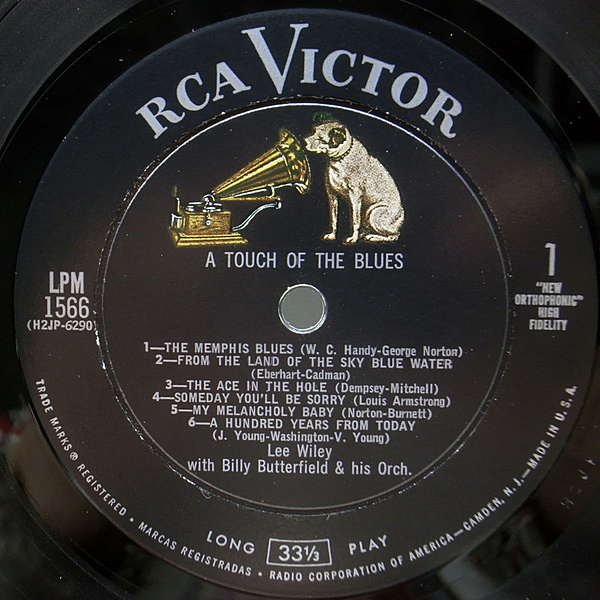 RCA VICTOR
A TOUCH OF THE BLUES
LPM
1566
(H2JP-6290)
1
"NEW
ORTHOPHONIC"
HIGH
FIDELITY
1—THE MEMPHIS BLUES (W. C. Handy-George Norton)
2—FROM THE LAND OF THE SKY BLUE WATER
(Eberhart-Cadman)
3—THE ACE IN THE HOLE (Dempsey-Mitchell)
4—SOMEDAY YOU'LL BE SORRY (Louis Armstrong)
5—MY MELANCHOLY BABY (Norton-Burnett)
6—A HUNDRED YEARS FROM TODAY
(J. Young-Washington-V. Young)
Lee Wiley
with Billy Butterfield & his Orch.
LONG 33⅓ PLAY
TRADE MARKS ® REGISTERED • MARCAS REGISTRADAS • RADIO CORPORATION OF AMERICA—CAMDEN, N. J.—MADE IN U. S. A.